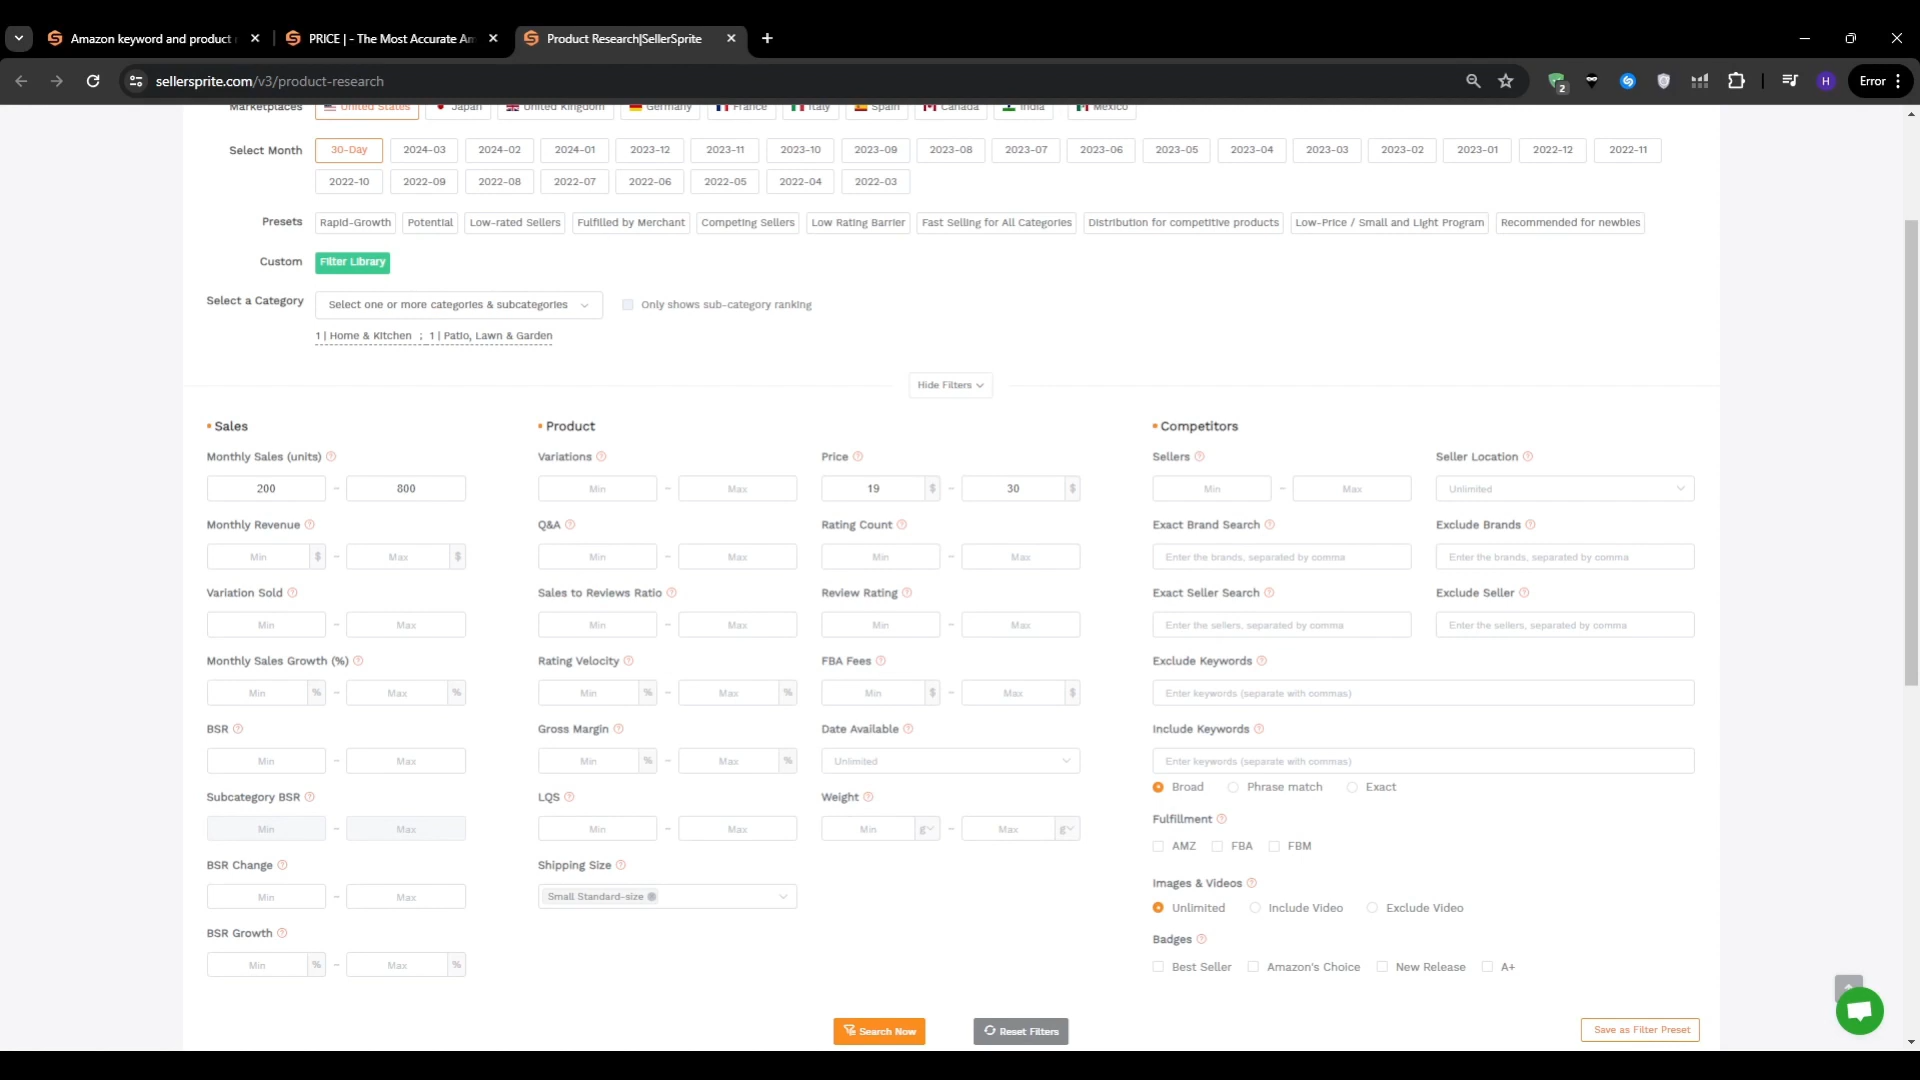 Amazon keyword and product
PRICE | - The Most Accurate Am
Product Research|SellerSprite
sellersprite.com/v3/product-research
2
H
Error
Marketplaces United States Japan United Kingdom Germany France Italy Spain Canada India Mexico
Select Month 30-Day 2024-03 2024-02 2024-01 2023-12 2023-11 2023-10 2023-09 2023-08 2023-07 2023-06 2023-05 2023-04 2023-03 2023-02 2023-01 2022-12 2022-11
2022-10 2022-09 2022-08 2022-07 2022-06 2022-05 2022-04 2022-03
Presets Rapid-Growth Potential Low-rated Sellers Fulfilled by Merchant Competing Sellers Low Rating Barrier Fast Selling for All Categories Distribution for competitive products Low-Price / Small and Light Program Recommended for newbies
Custom Filter Library
Select a Category Select one or more categories & subcategories Only shows sub-category ranking
1 | Home & Kitchen ; 1 | Patio, Lawn & Garden
Hide Filters
Sales Product Competitors
Monthly Sales (units) Variations Price Sellers Seller Location
200 - 800 Min - Max 19 $ - 30 $ Min - Max Unlimited
Monthly Revenue Q&A Rating Count Exact Brand Search Exclude Brands
Min $ - Max $ Min - Max Min - Max Enter the brands, separated by comma Enter the brands, separated by comma
Variation Sold Sales to Reviews Ratio Review Rating Exact Seller Search Exclude Seller
Min - Max Min - Max Min - Max Enter the sellers, separated by comma Enter the sellers, separated by comma
Monthly Sales Growth (%) Rating Velocity FBA Fees Exclude Keywords
Min % - Max % Min % - Max % Min $ - Max $ Enter keywords (separate with commas)
BSR Gross Margin Date Available Include Keywords
Min - Max Min % - Max % Unlimited Enter keywords (separate with commas)
Broad Phrase match Exact
Subcategory BSR LQS Weight
Fulfillment
Min - Max Min - Max Min g - Max g
AMZ FBA FBM
BSR Change Shipping Size
Images & Videos
Min - Max Small Standard-size
Unlimited Include Video Exclude Video
BSR Growth
Badges
Min % - Max %
Best Seller Amazon's Choice New Release A+
Search Now Reset Filters Save as Filter Preset